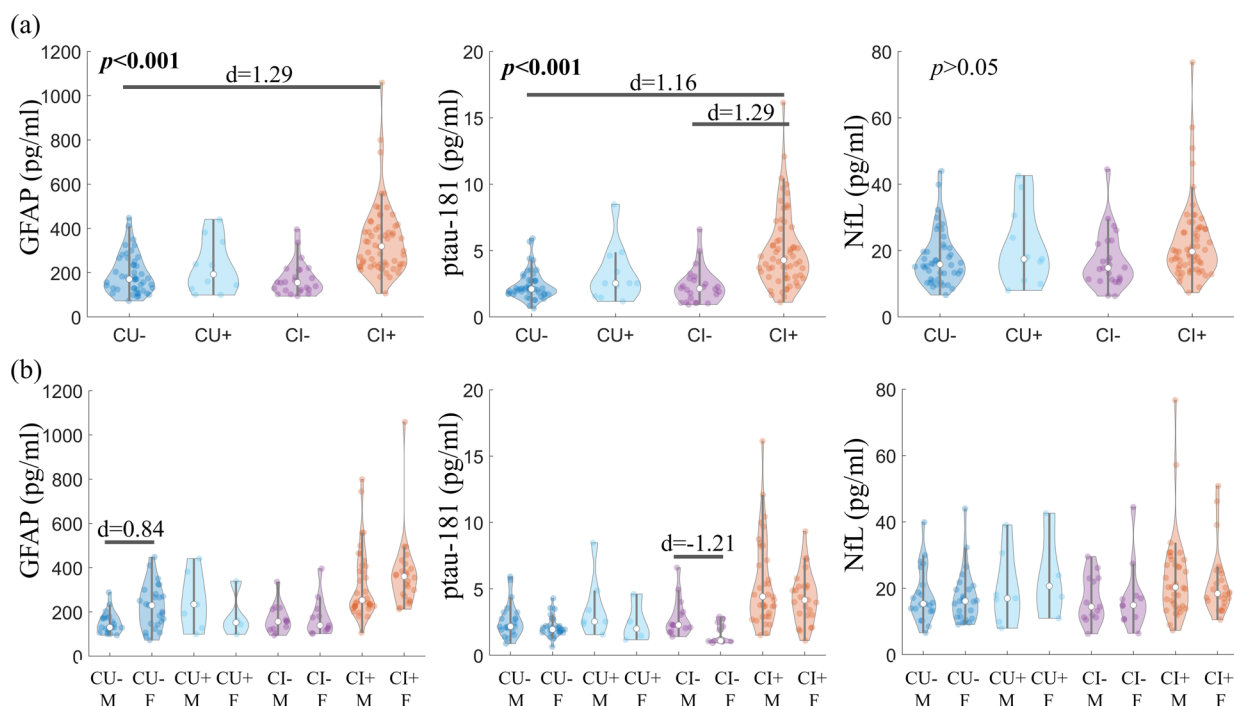 (a)
GFAP (pg/ml)
1200
1000
800
600
400
200
0
p<0.001
d=1.29
CU- CU+ CI- CI+
ptau-181 (pg/ml)
20
15
10
5
0
p<0.001
d=1.16
d=1.29
CU- CU+ CI- CI+
NfL (pg/ml)
80
60
40
20
0
p>0.05
CU- CU+ CI- CI+
(b)
GFAP (pg/ml)
1200
1000
800
600
400
200
0
d=0.84
CU- CU- CU+ CU+ CI- CI- CI+ CI+
M F M F M F M F
ptau-181 (pg/ml)
20
15
10
5
0
d=-1.21
CU- CU- CU+ CU+ CI- CI- CI+ CI+
M F M F M F M F
NfL (pg/ml)
80
60
40
20
0
CU- CU- CU+ CU+ CI- CI- CI+ CI+
M F M F M F M F